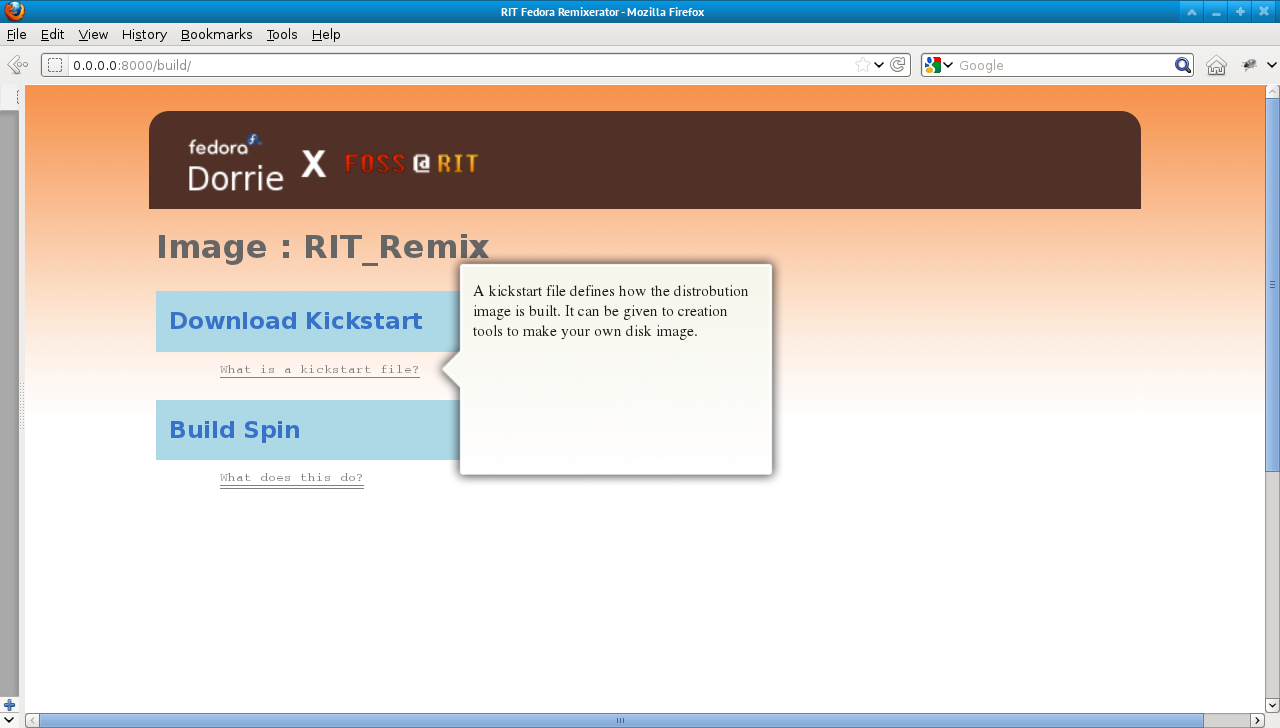 RIT Fedora Remixerator - Mozilla Firefox
File Edit View History Bookmarks Tools Help
0.0.0.0:8000/build/
Google
fedora
Dorrie X FOSS@RIT
Image : RIT_Remix
A kickstart file defines how the distrobution
image is built. It can be given to creation
tools to make your own disk image.
Download Kickstart
What is a kickstart file?
Build Spin
What does this do?